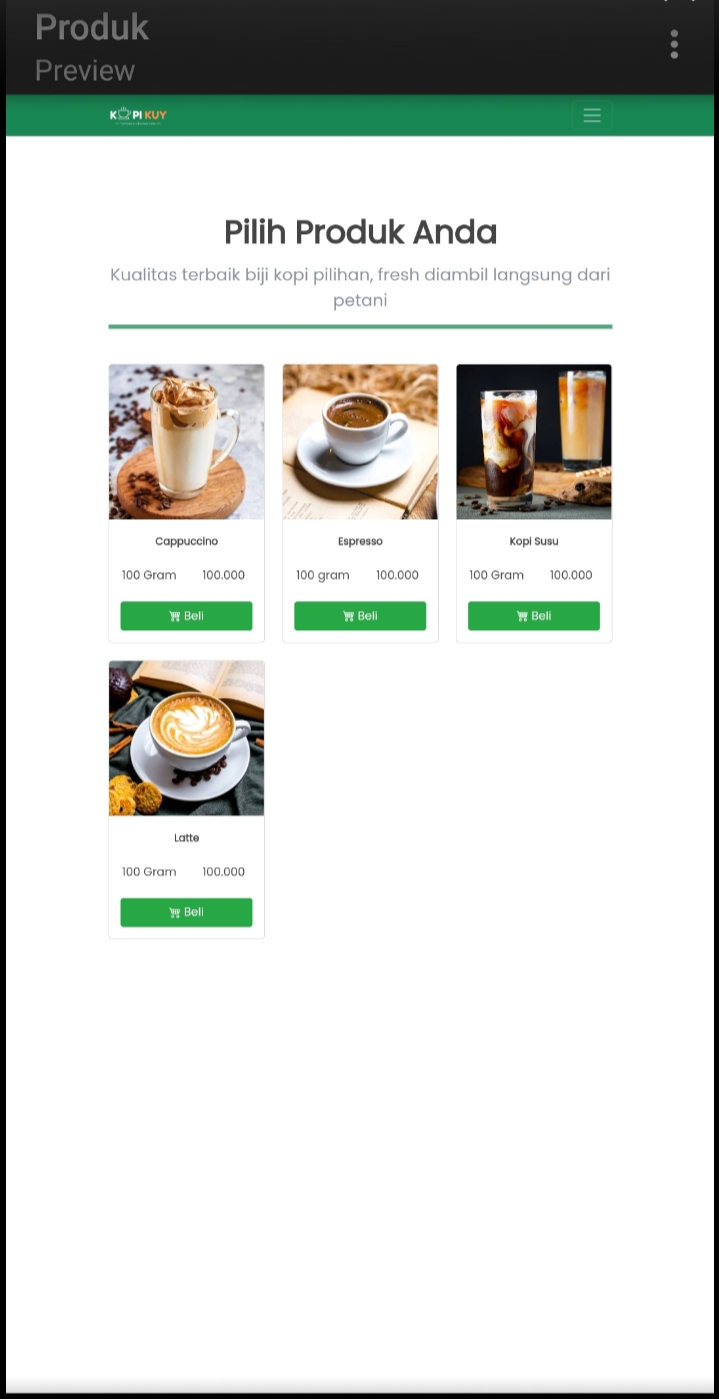 Produk
Preview
KOPI KUY
Pilih Produk Anda
Kualitas terbaik biji kopi pilihan, fresh diambil langsung dari
petani
Cappuccino
100 Gram 100.000
Beli
Espresso
100 gram 100.000
Beli
Kopi Susu
100 Gram 100.000
Beli
Latte
100 Gram 100.000
Beli